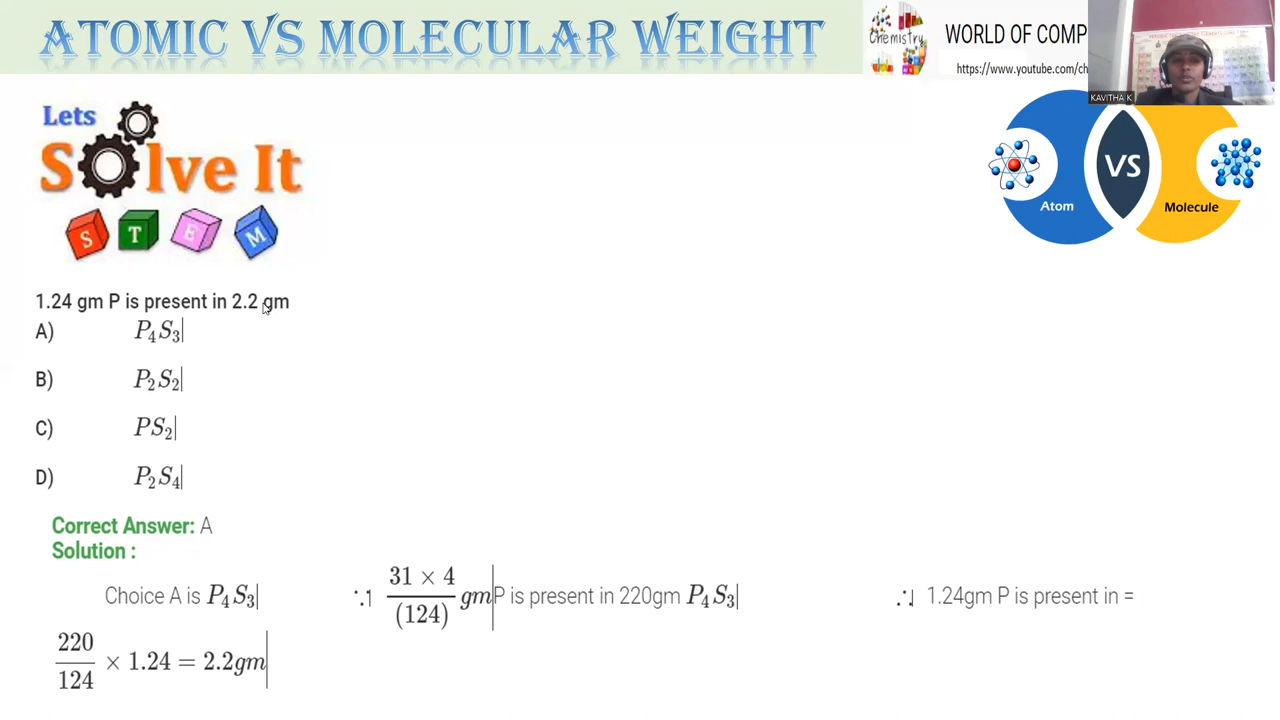 ATOMIC VS MOLECULAR WEIGHT
Chemistry
WORLD OF COMP
https://www.youtube.com/ch
KAVITHA K
Lets
Solve It
S T E M
VS
Atom
Molecule
1.24 gm P is present in 2.2 gm
A) P₄S₃|
B) P₂S₂|
C) PS₂|
D) P₂S₄|
Correct Answer: A
Solution :
Choice A is P₄S₃| ∵ 31 × 4 / (124) gm| P is present in 220gm P₄S₃| ∴ 1.24gm P is present in =
220 / 124 × 1.24 = 2.2gm|